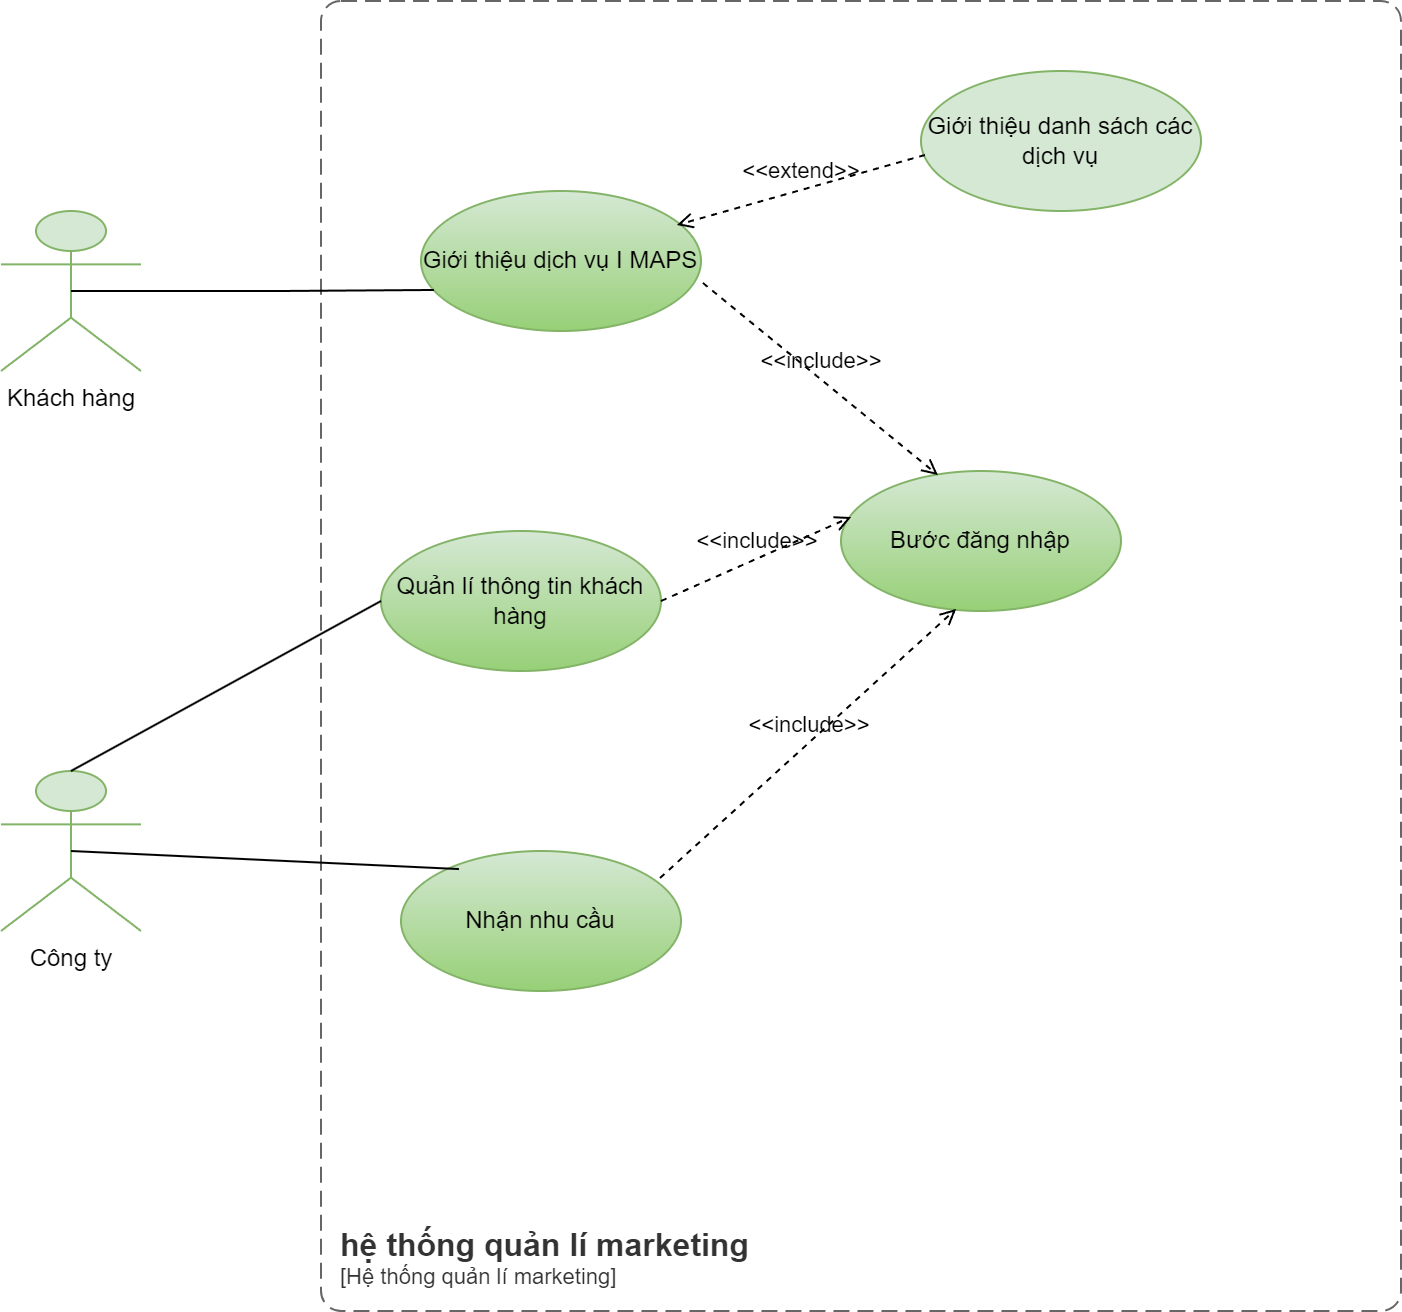 Giới thiệu danh sách các
dịch vụ
<<extend>>
Giới thiệu dịch vụ I MAPS
<<include>>
Khách hàng
<<include>>
Bước đăng nhập
Quản lí thông tin khách
hàng
<<include>>
Nhận nhu cầu
Công ty
hệ thống quản lí marketing
[Hệ thống quản lí marketing]